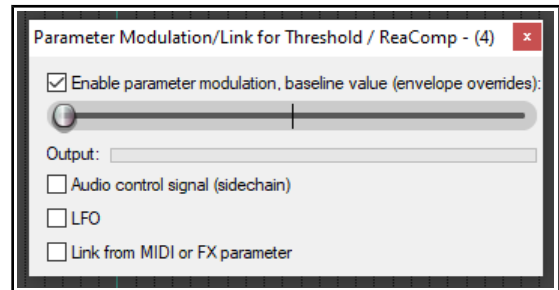 Parameter Modulation/Link for Threshold / ReaComp - (4)
x
Enable parameter modulation, baseline value (envelope overrides):
Output:
Audio control signal (sidechain)
LFO
Link from MIDI or FX parameter